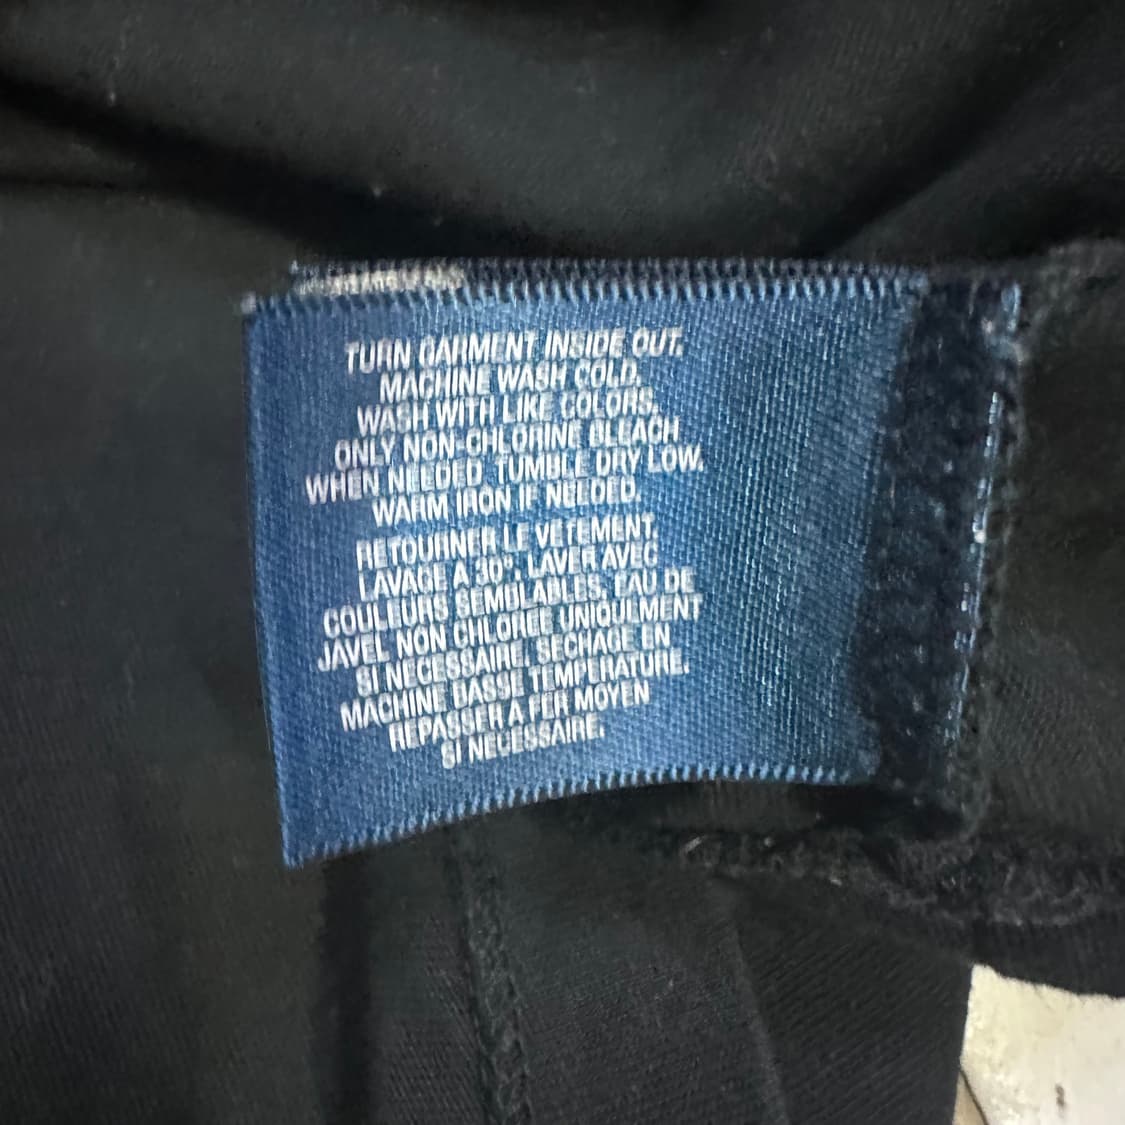 TURN GARMENT INSIDE OUT.
MACHINE WASH COLD.
WASH WITH LIKE COLORS.
ONLY NON-CHLORINE BLEACH
WHEN NEEDED. TUMBLE DRY LOW.
WARM IRON IF NEEDED.
RETOURNER LE VÊTEMENT.
LAVAGE A 30°. LAVER AVEC
COULEURS SEMBLABLES. EAU DE
JAVEL NON CHLORÉE UNIQUEMENT
SI NECESSAIRE. SECHAGE EN
MACHINE BASSE TEMPERATURE.
REPASSER A FER MOYEN
SI NECESSAIRE.